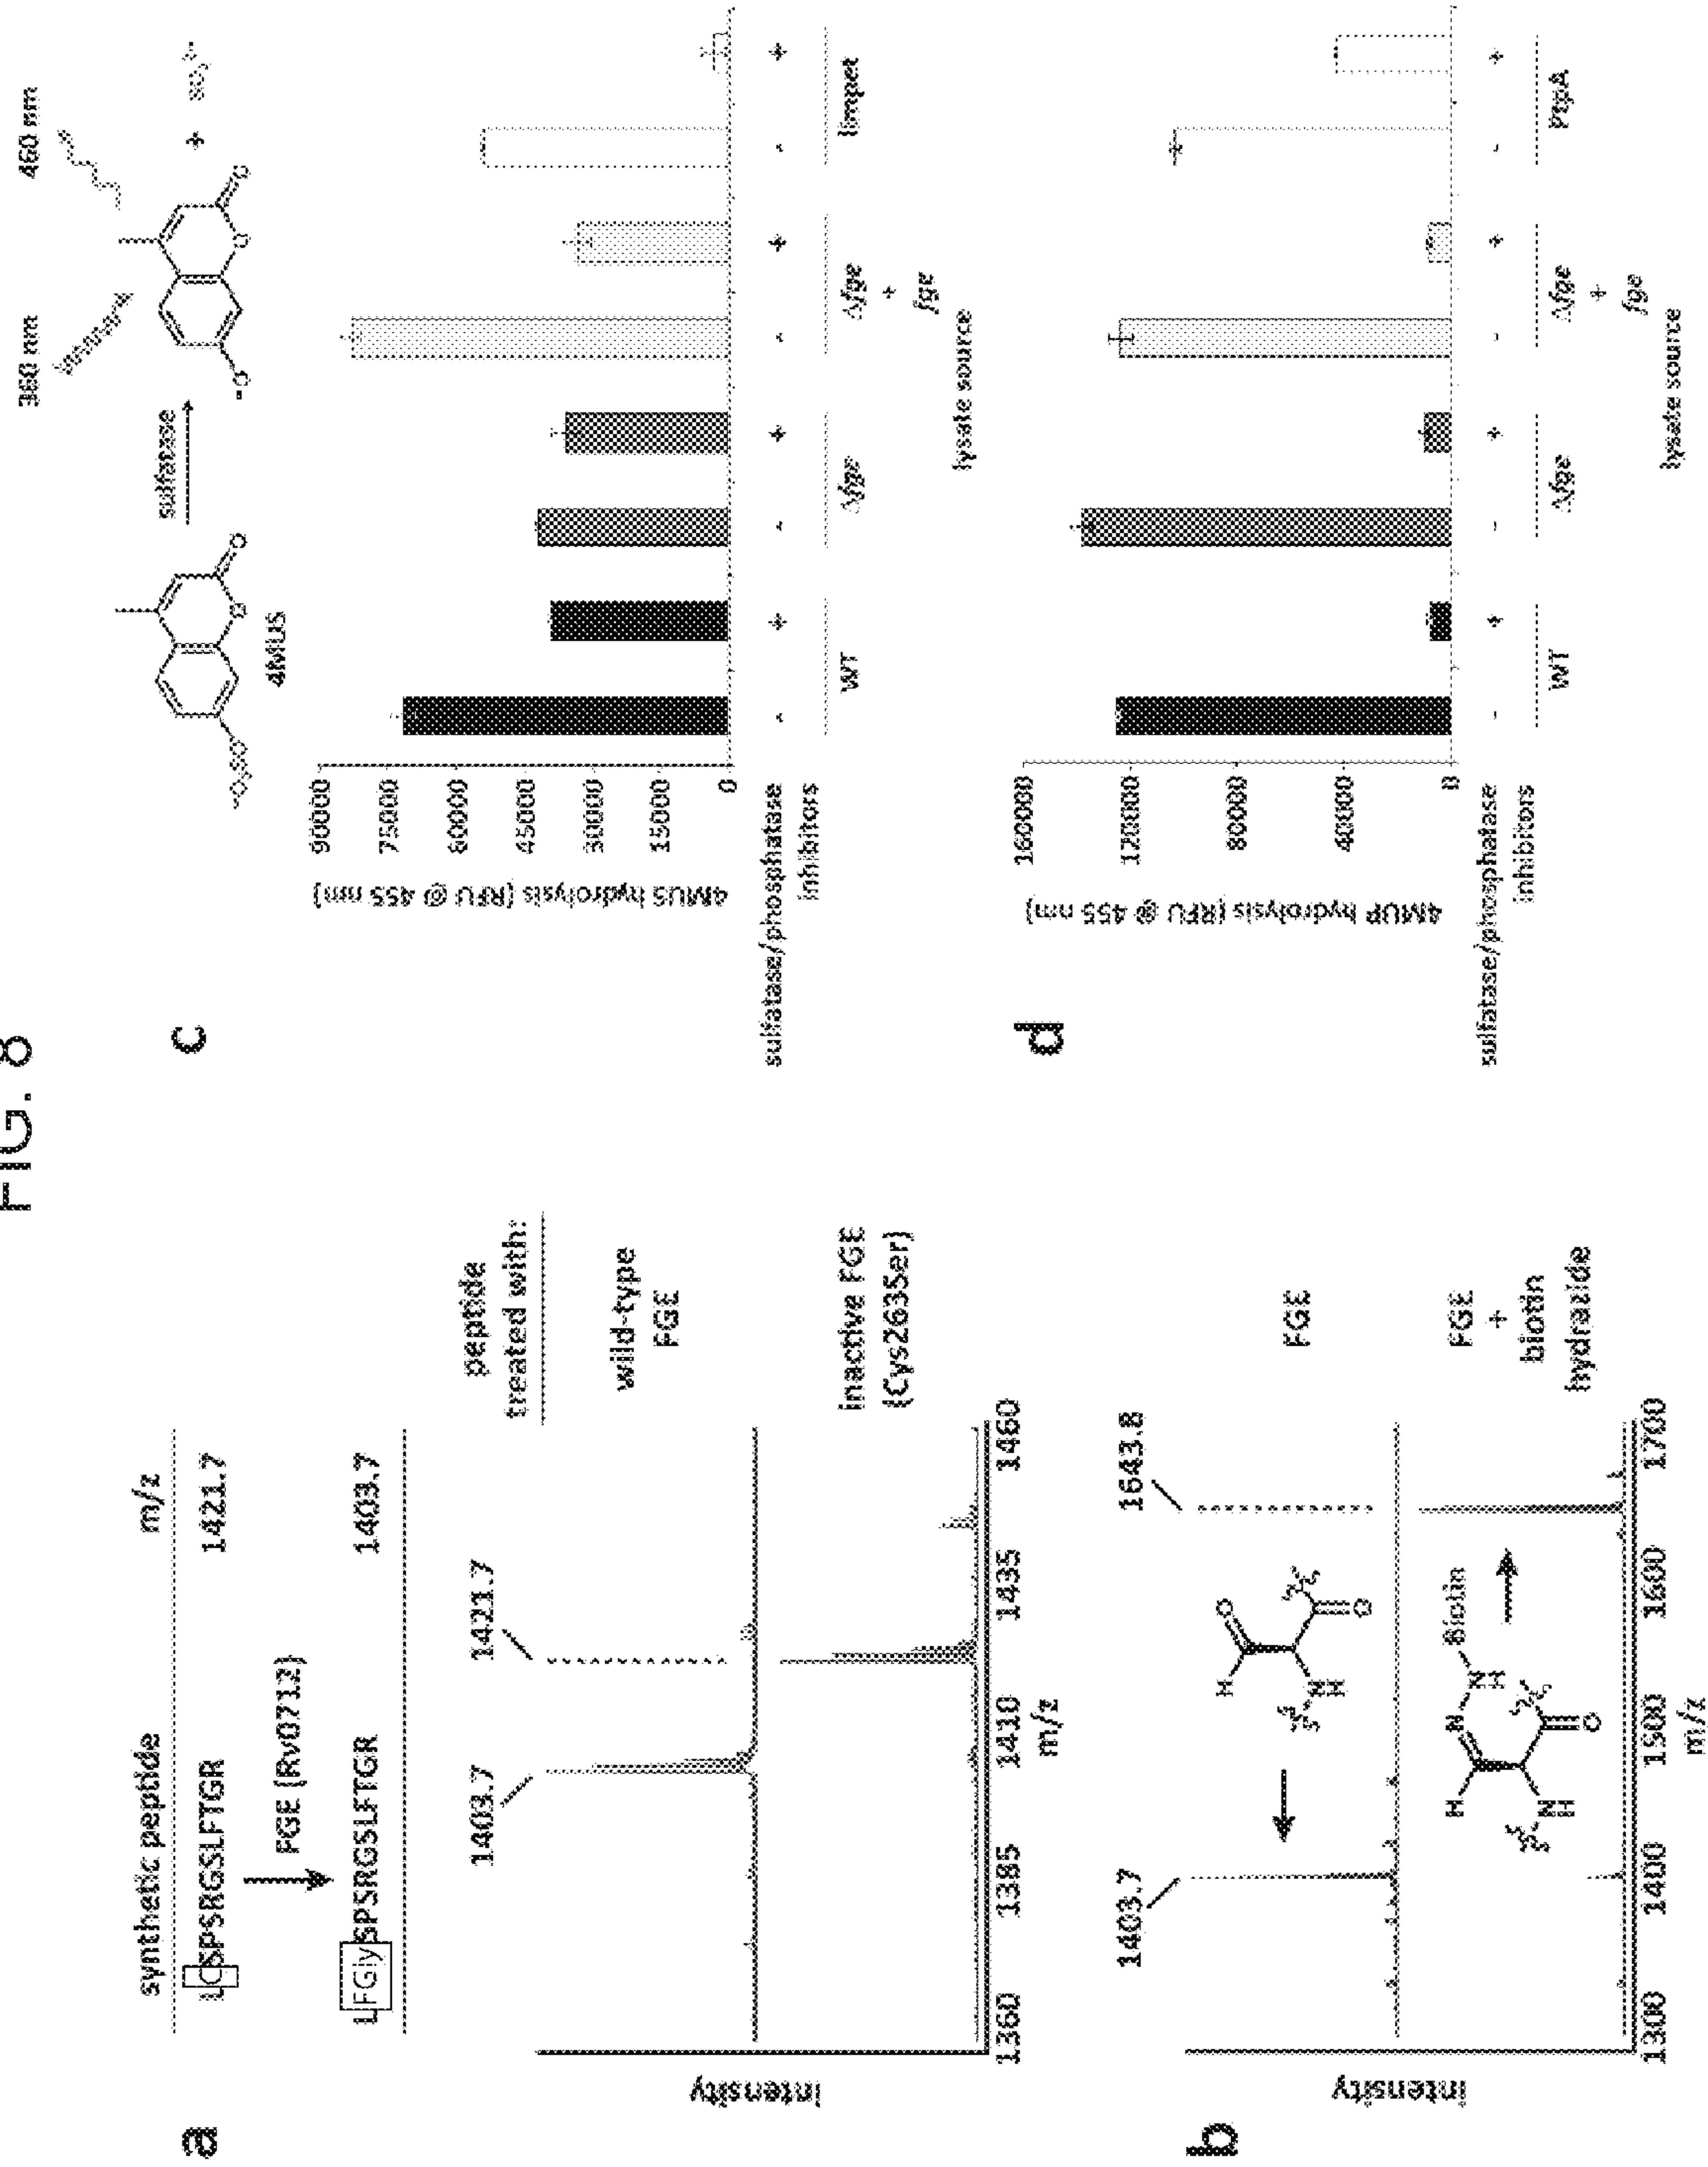 FIG. 8
a
synthetic peptide m/z
LCSPSRGSLFTGR 1421.7
FGE (Rv0712)
LFGlySPSRGSLFTGR 1403.7
peptide
treated with:
1403.7 1421.7
wild-type
FGE
inactive FGE
(Cys263Ser)
intensity
1360 1385 1410 1435 1460
m/z
b
1403.7 1643.8
H O
N H O
FGE
H N N H Biotin
N H O
FGE
+
biotin
hydrazide
intensity
1300 1400 1500 1600 1700
m/z
c
360 nm 460 nm
sulfatase
4MUS
4MUS hydrolysis (RFU @ 455 nm)
90000
75000
60000
45000
30000
15000
0
sulfatase/phosphatase
inhibitors
- + - + - + - +
WT Δfge Δfge + fge limpet
lysate source
d
4MUP hydrolysis (RFU @ 455 nm)
160000
120000
80000
40000
0
sulfatase/phosphatase
inhibitors
- + - + - + - +
WT Δfge Δfge + fge PtpA
lysate source